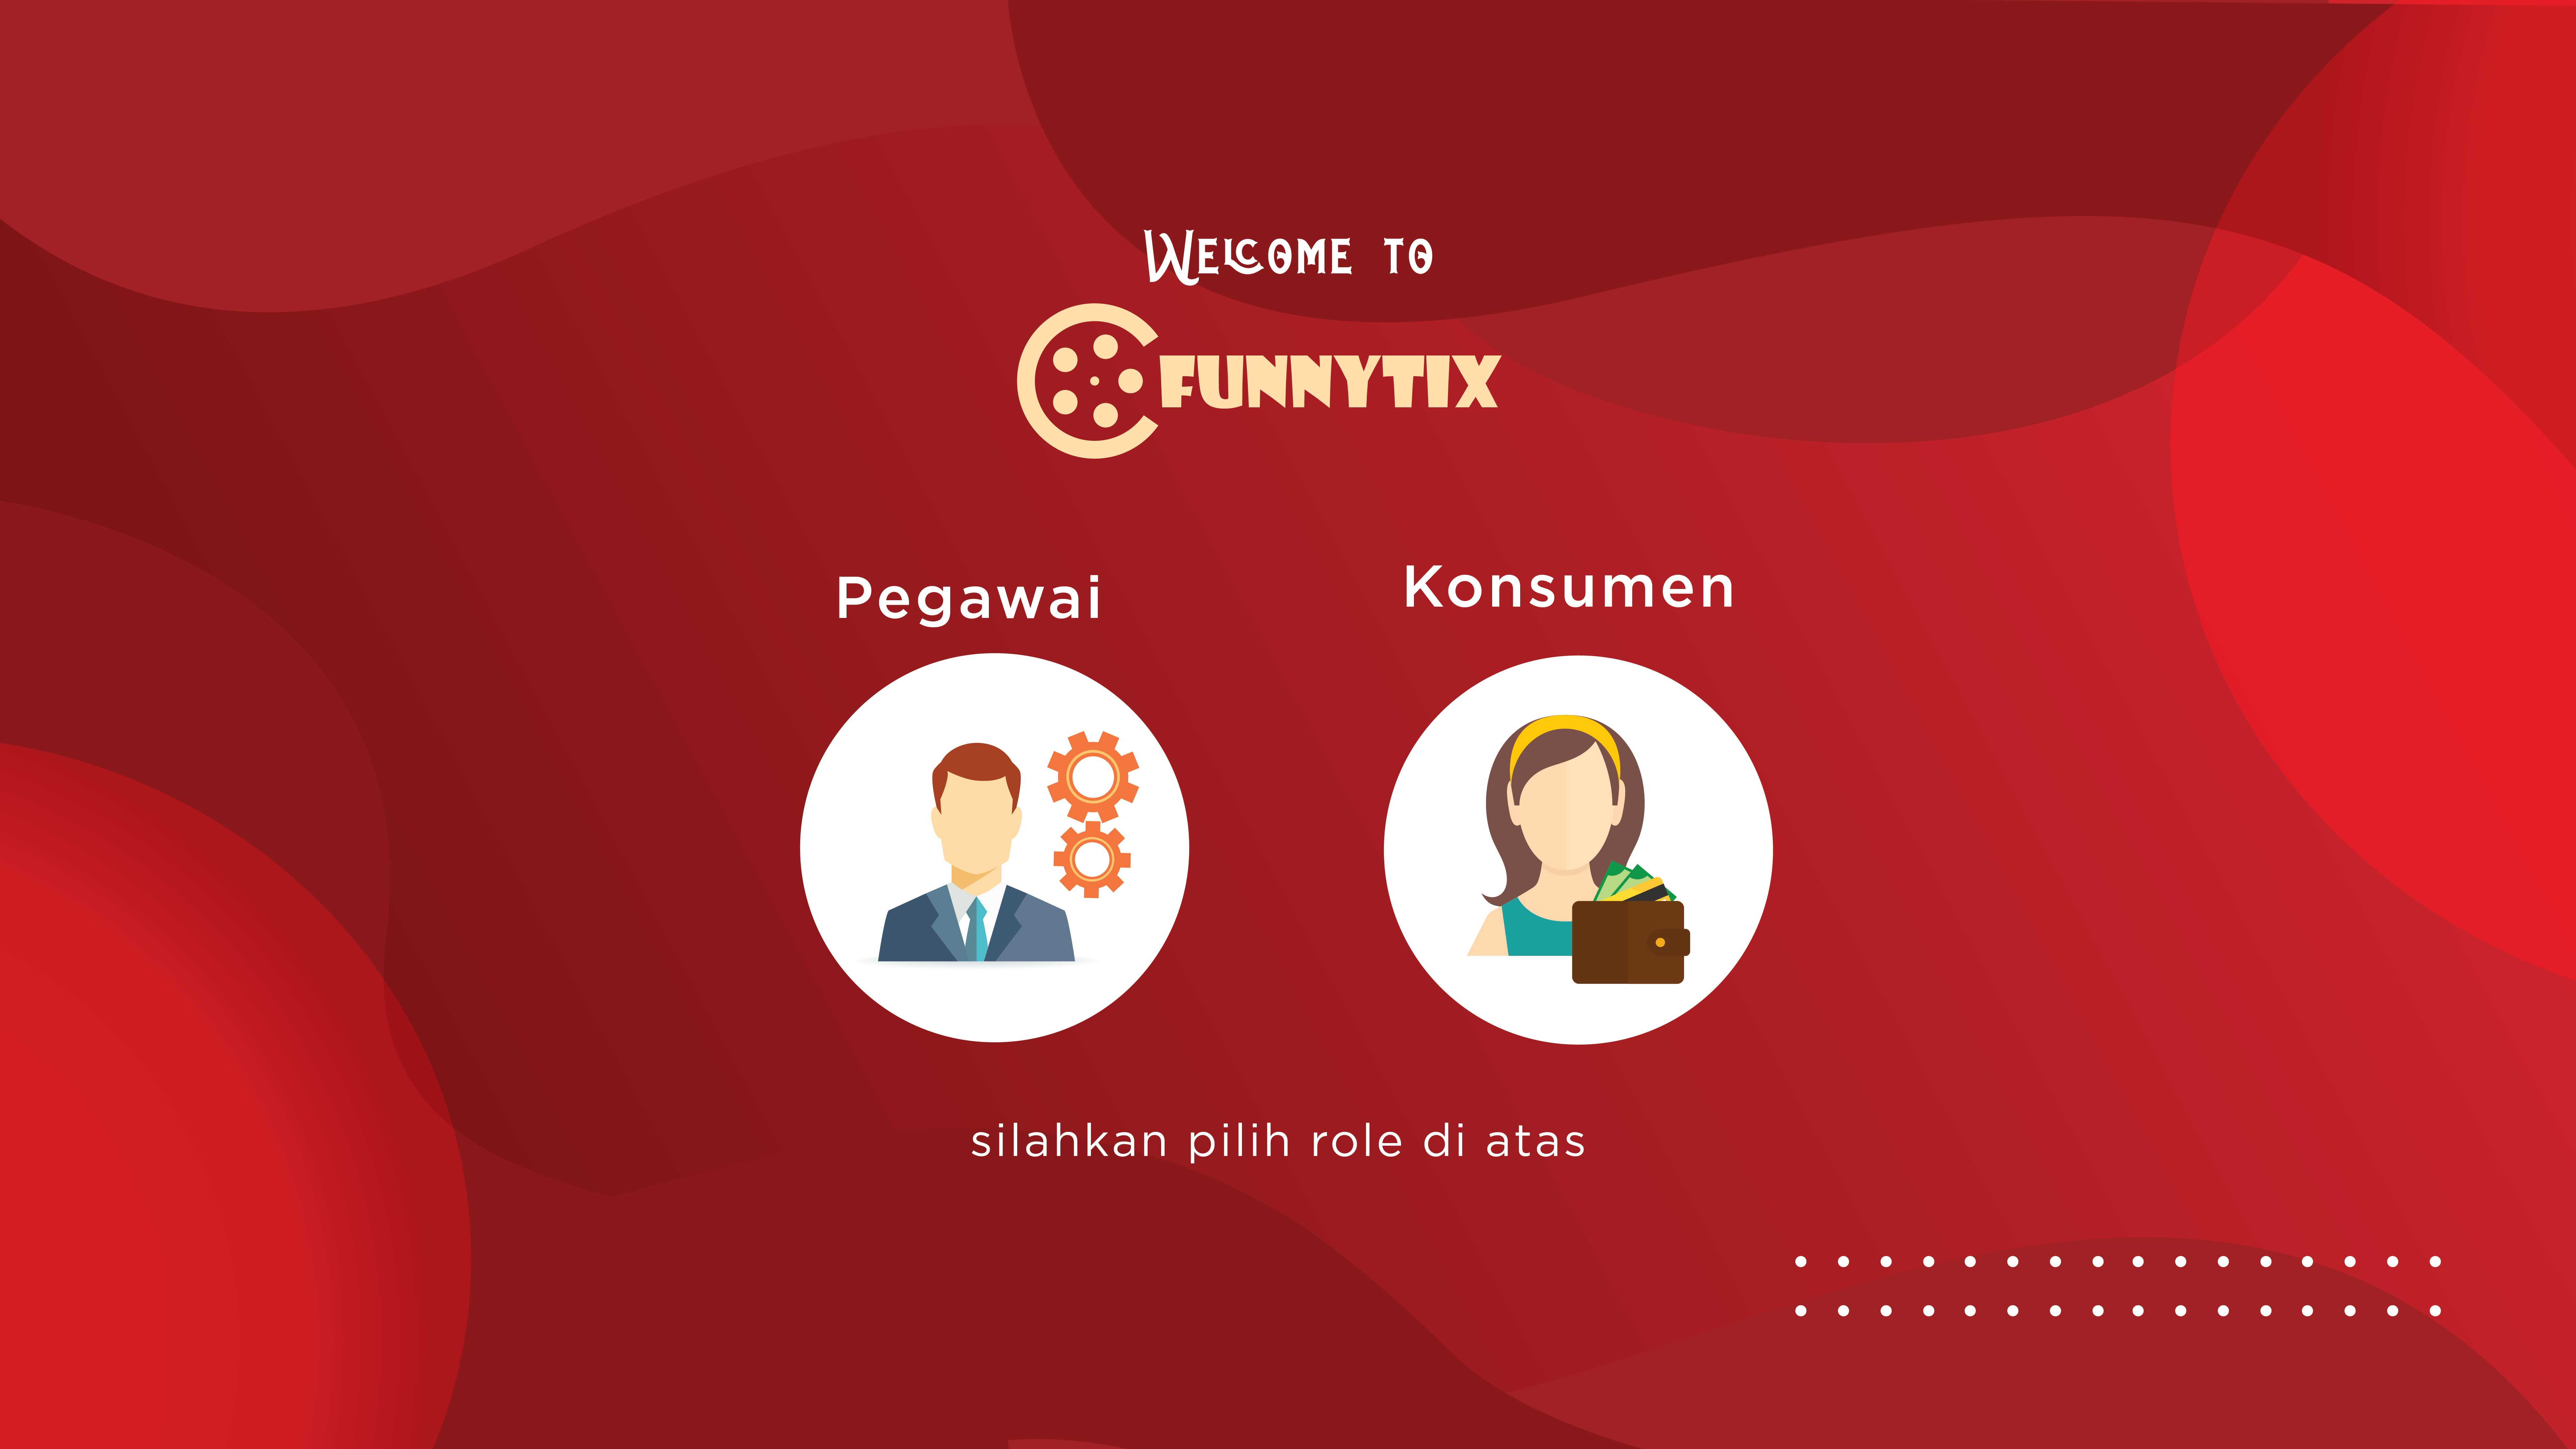 Welcome to
FUNNYTIX
Pegawai
Konsumen
silahkan pilih role di atas